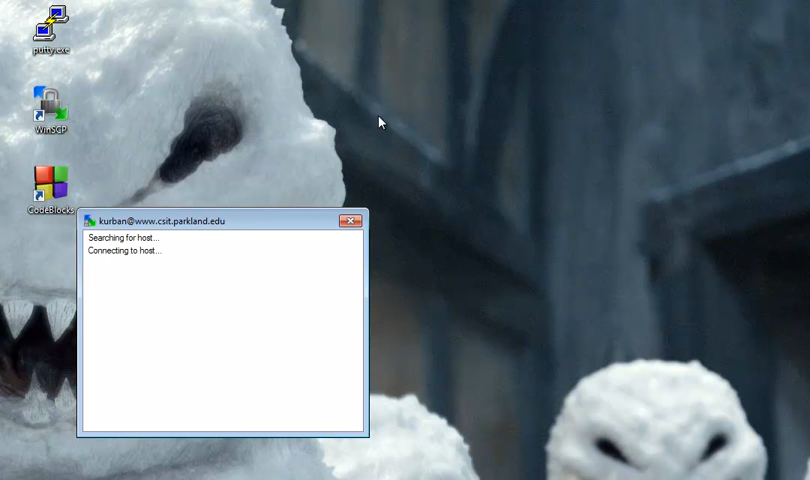 putty.exe
WinSCP
CodeBlocks
kurban@www.csit.parkland.edu
Searching for host...
Connecting to host...